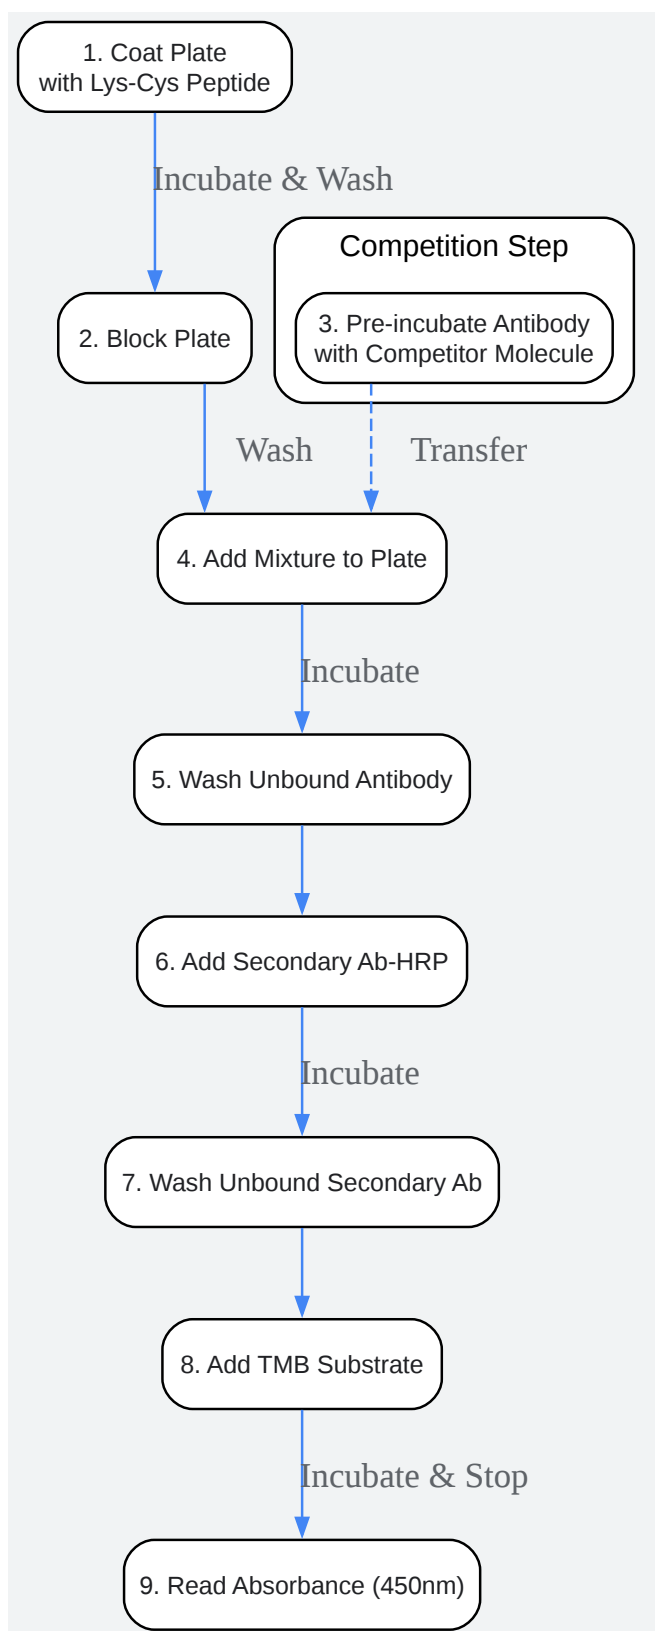 1. Coat Plate
with Lys-Cys Peptide
Incubate & Wash
Competition Step
2. Block Plate
3. Pre-incubate Antibody
with Competitor Molecule
Wash
Transfer
4. Add Mixture to Plate
Incubate
5. Wash Unbound Antibody
6. Add Secondary Ab-HRP
Incubate
7. Wash Unbound Secondary Ab
8. Add TMB Substrate
Incubate & Stop
9. Read Absorbance (450nm)